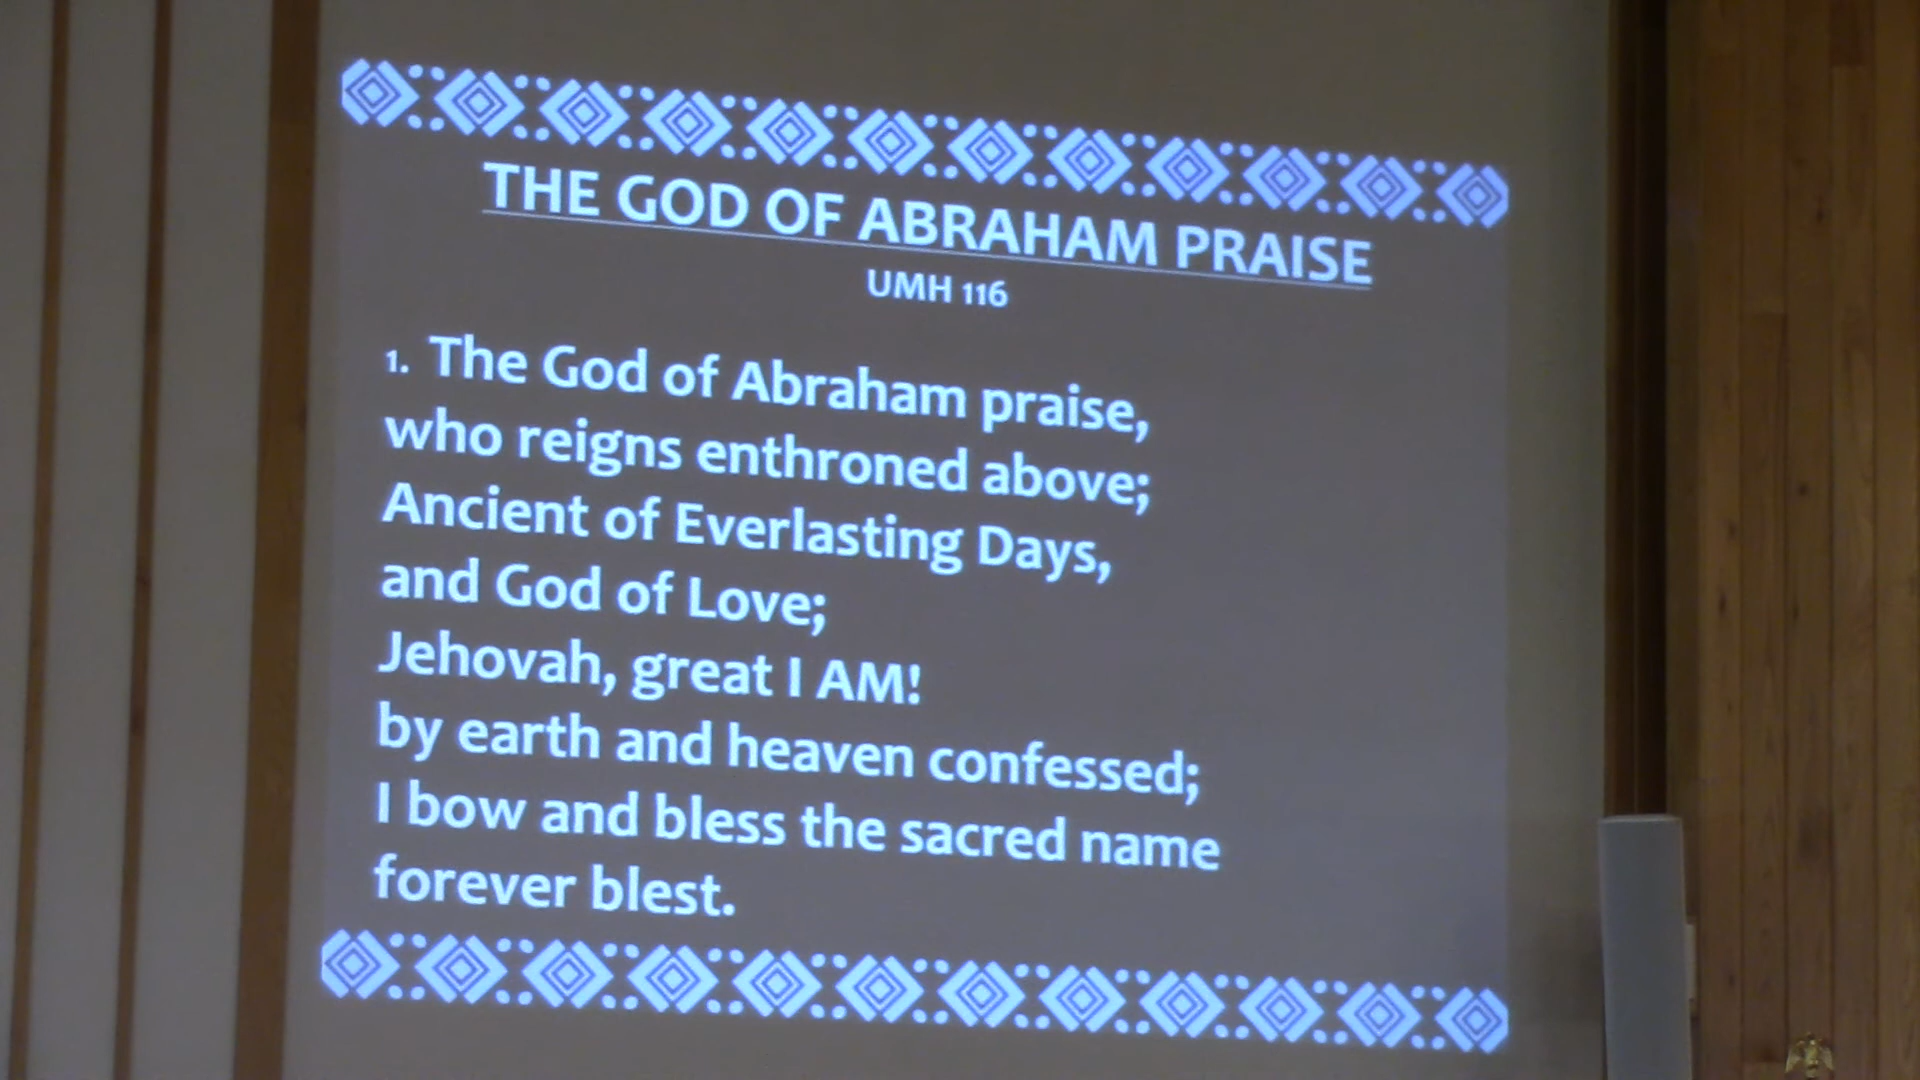 THE GOD OF ABRAHAM PRAISE
UMH 116
1. The God of Abraham praise,
who reigns enthroned above;
Ancient of Everlasting Days,
and God of Love;
Jehovah, great I AM!
by earth and heaven confessed;
I bow and bless the sacred name
forever blest.